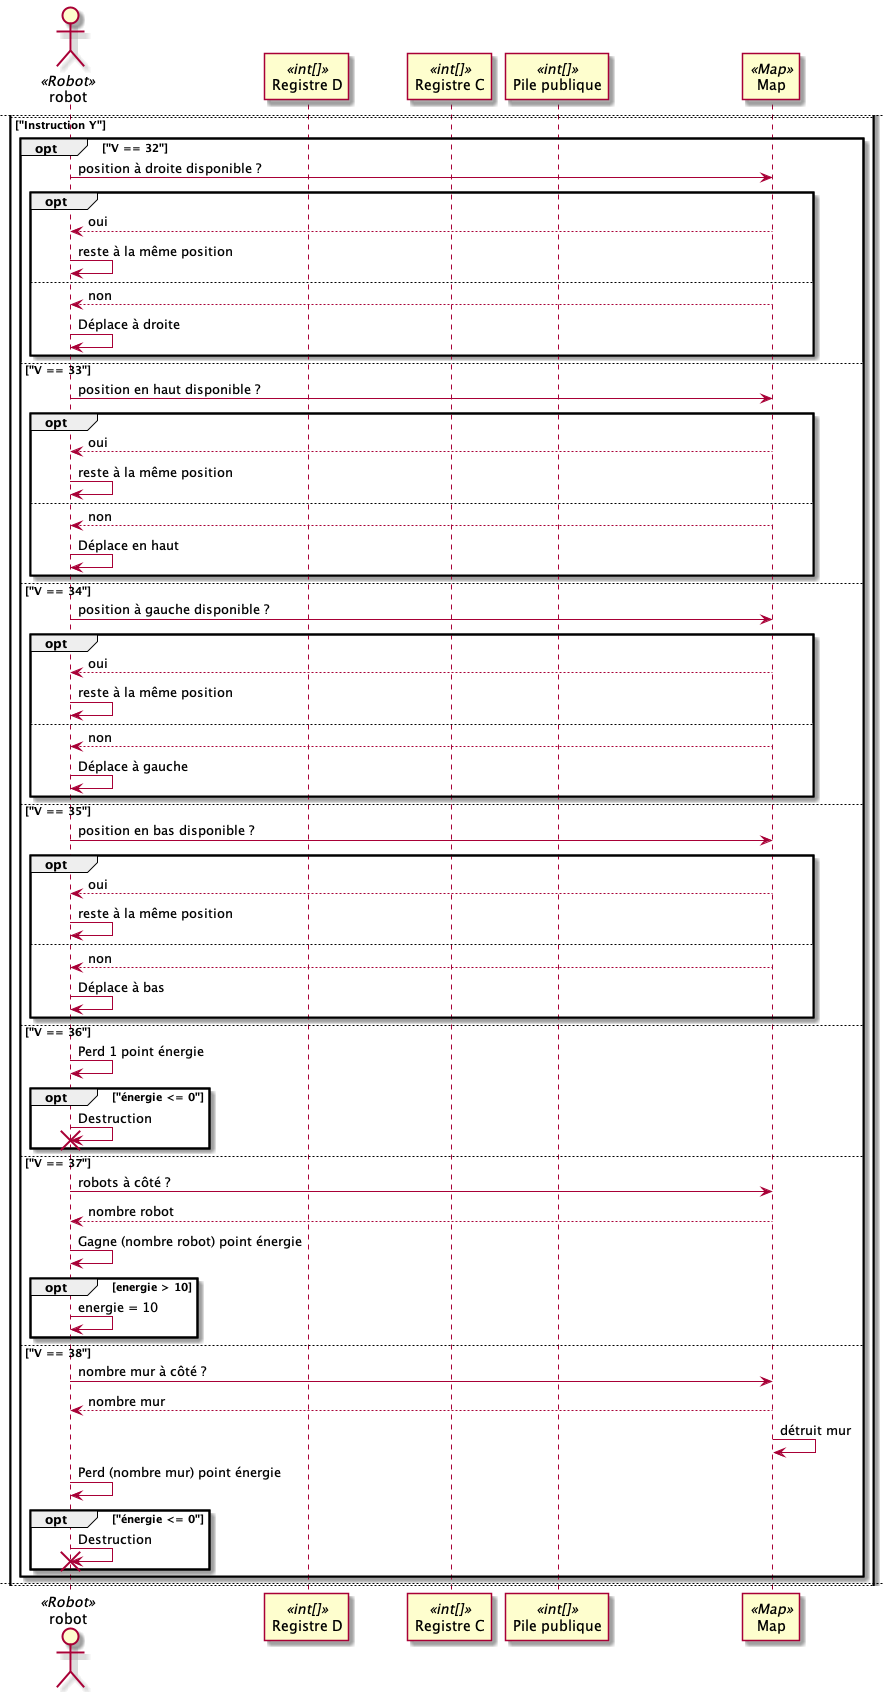 «Robot»
robot
«int[]»
Registre D
«int[]»
Registre C
«int[]»
Pile publique
«Map»
Map
["Instruction Y"]
opt ["V == 32"]
position à droite disponible ?
opt
oui
reste à la même position
non
Déplace à droite
["V == 33"]
position en haut disponible ?
opt
oui
reste à la même position
non
Déplace en haut
["V == 34"]
position à gauche disponible ?
opt
oui
reste à la même position
non
Déplace à gauche
["V == 35"]
position en bas disponible ?
opt
oui
reste à la même position
non
Déplace à bas
["V == 36"]
Perd 1 point énergie
opt ["énergie <= 0"]
Destruction
["V == 37"]
robots à côté ?
nombre robot
Gagne (nombre robot) point énergie
opt [energie > 10]
energie = 10
["V == 38"]
nombre mur à côté ?
nombre mur
détruit mur
Perd (nombre mur) point énergie
opt ["énergie <= 0"]
Destruction
«Robot»
robot
«int[]»
Registre D
«int[]»
Registre C
«int[]»
Pile publique
«Map»
Map